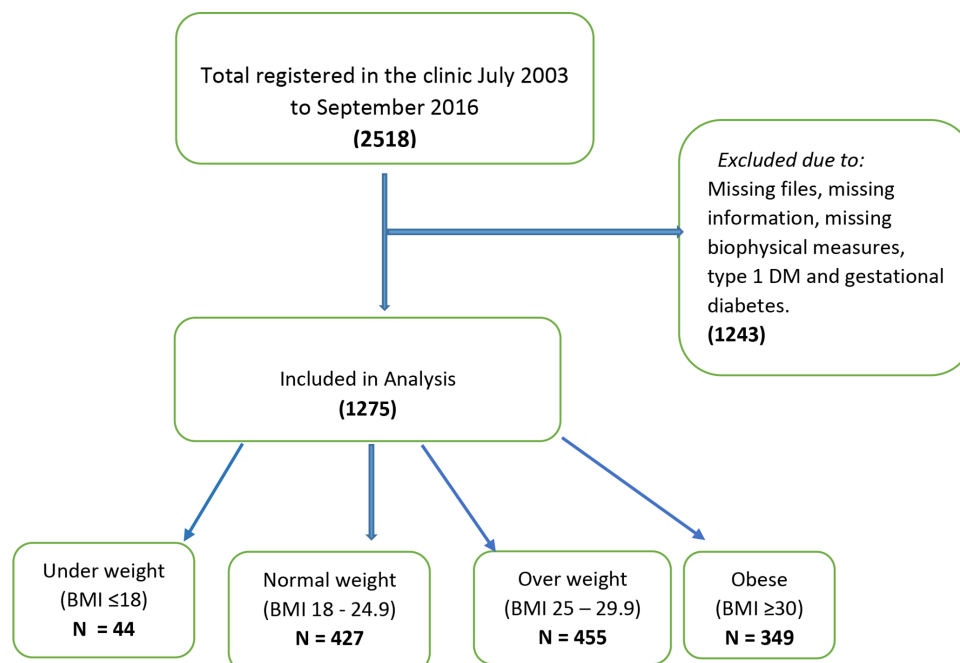 Total registered in the clinic July 2003
to September 2016
(2518)
Excluded due to:
Missing files, missing
information, missing
biophysical measures,
type 1 DM and gestational
diabetes.
(1243)
Included in Analysis
(1275)
Under weight
(BMI ≤18)
N = 44
Normal weight
(BMI 18 - 24.9)
N = 427
Over weight
(BMI 25 – 29.9)
N = 455
Obese
(BMI ≥30)
N = 349